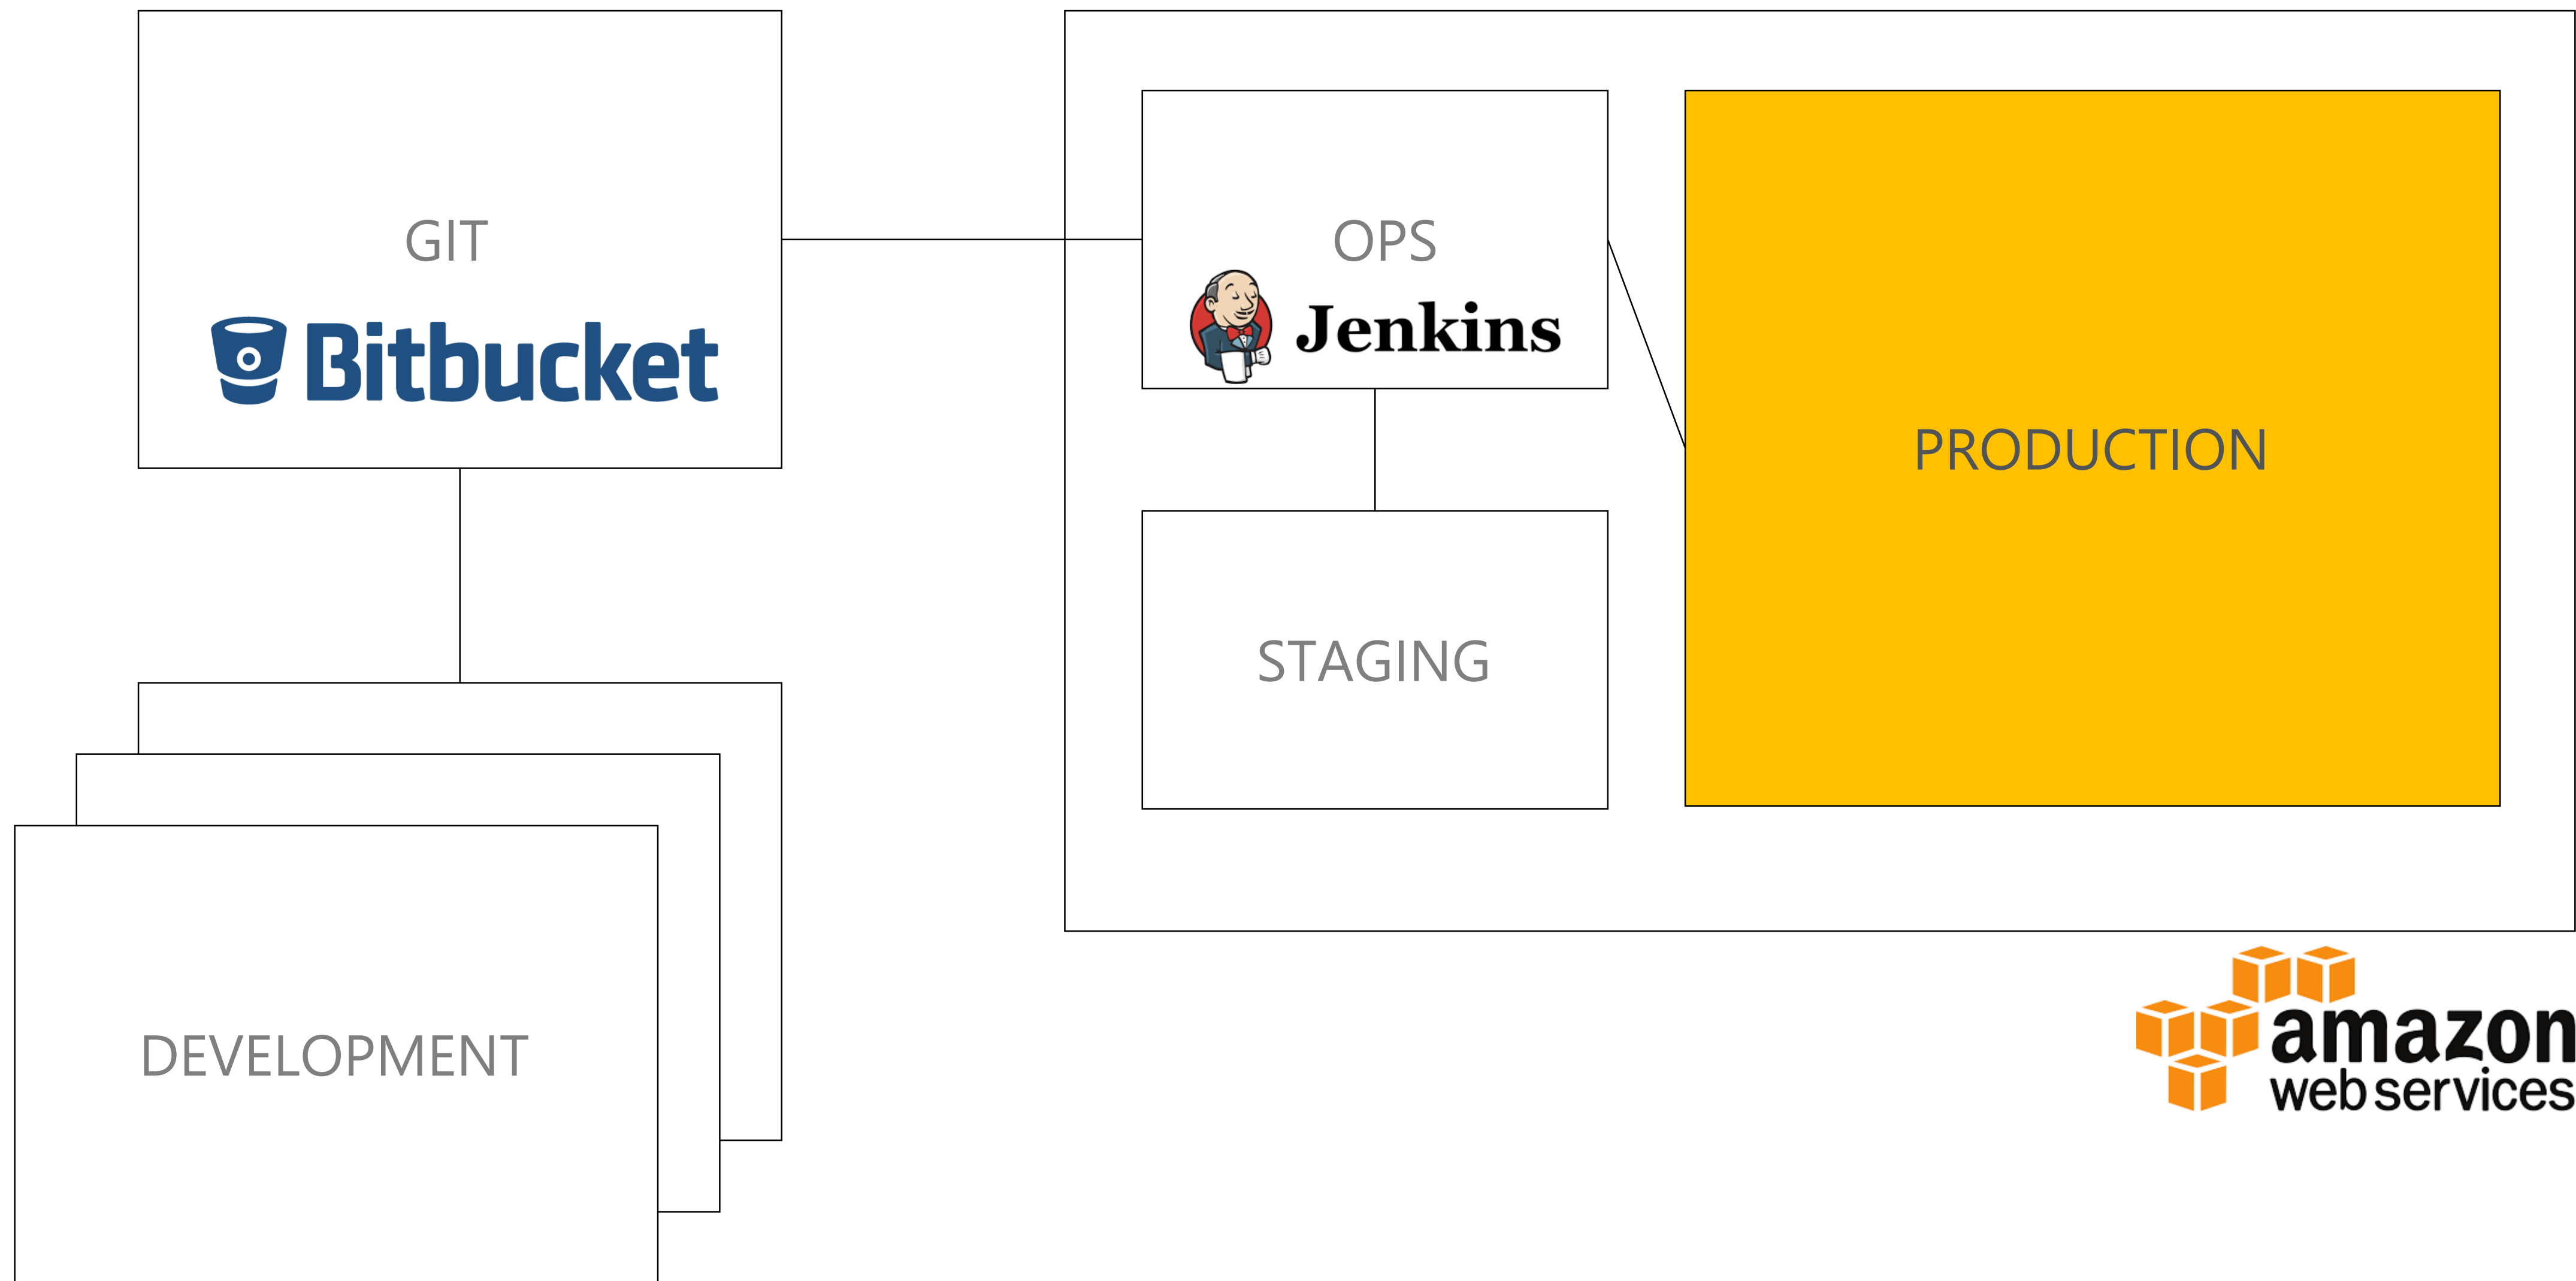 GIT
Bitbucket
OPS
Jenkins
PRODUCTION
STAGING
DEVELOPMENT
amazon
web services